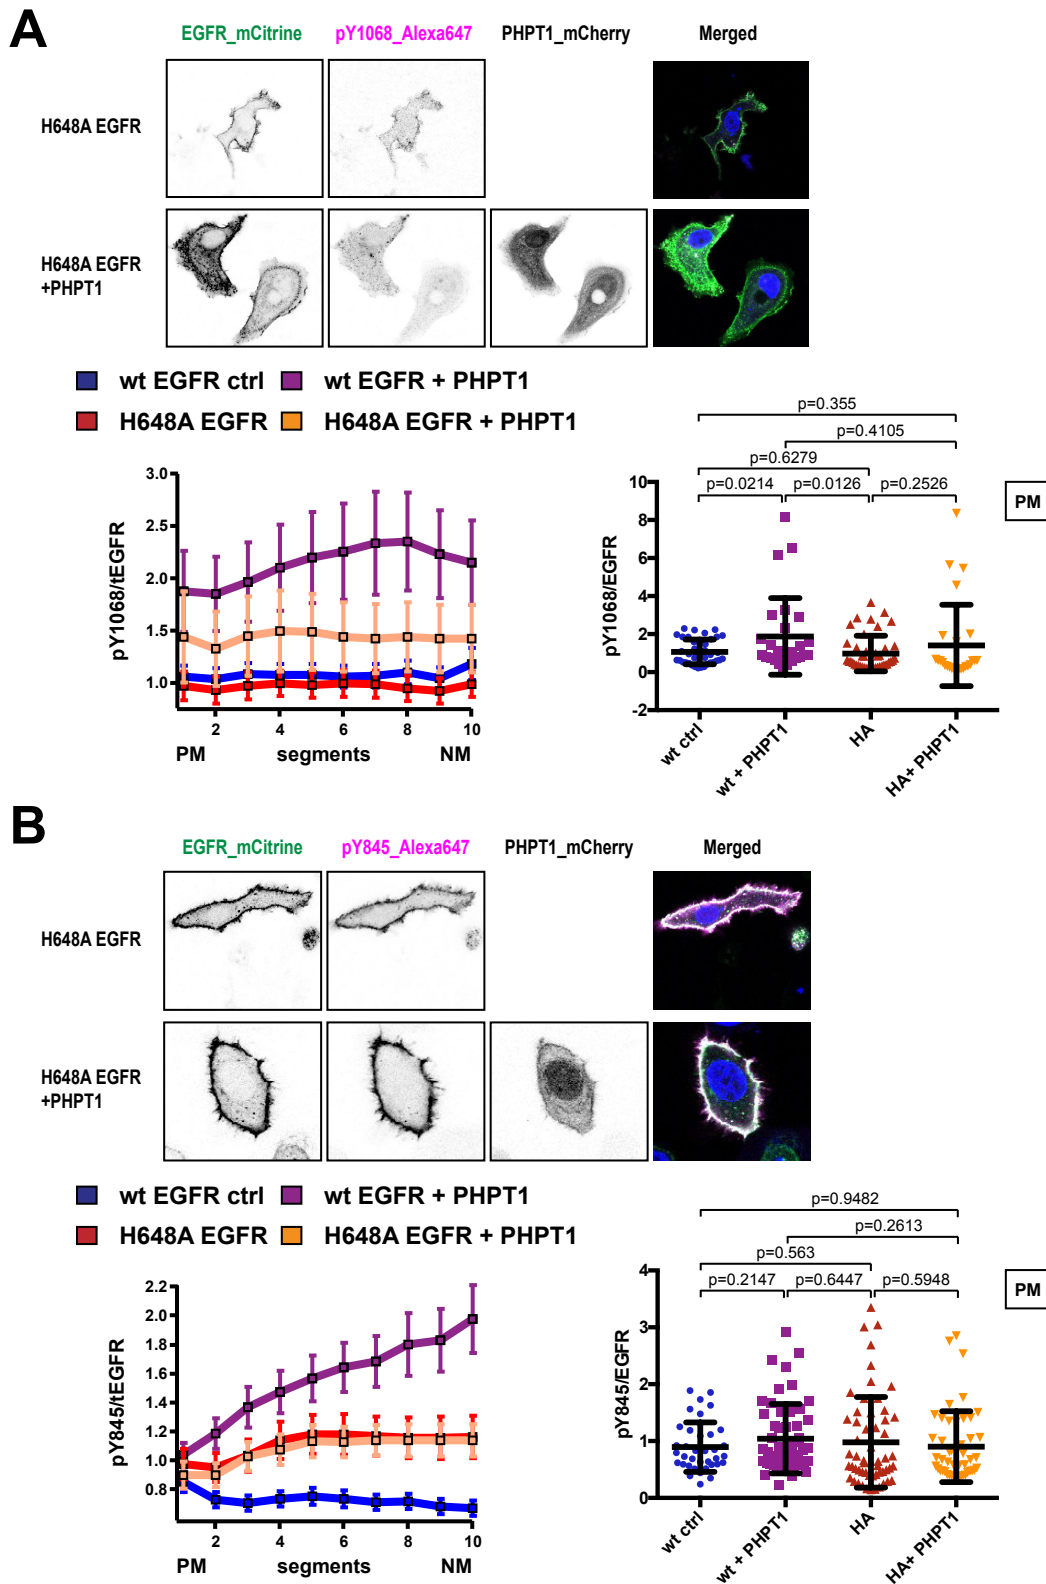 A
EGFR_mCitrine pY1068_Alexa647 PHPT1_mCherry Merged
H648A EGFR
H648A EGFR
+PHPT1
wt EGFR ctrl wt EGFR + PHPT1
H648A EGFR H648A EGFR + PHPT1
pY1068/tEGFR
3.0
2.5
2.0
1.5
1.0
2 4 6 8 10
PM segments NM
p=0.355
p=0.4105
p=0.6279
p=0.0214 p=0.0126 p=0.2526
PM
pY1068/EGFR
10
8
6
4
2
0
-2
wt ctrl
wt + PHPT1
HA
HA+ PHPT1
B
EGFR_mCitrine pY845_Alexa647 PHPT1_mCherry Merged
H648A EGFR
H648A EGFR
+PHPT1
wt EGFR ctrl wt EGFR + PHPT1
H648A EGFR H648A EGFR + PHPT1
pY845/tEGFR
2.2
2.0
1.8
1.6
1.4
1.2
1.0
0.8
2 4 6 8 10
PM segments NM
p=0.9482
p=0.2613
p=0.563
p=0.2147 p=0.6447 p=0.5948
PM
pY845/EGFR
4
3
2
1
0
wt ctrl
wt + PHPT1
HA
HA+ PHPT1